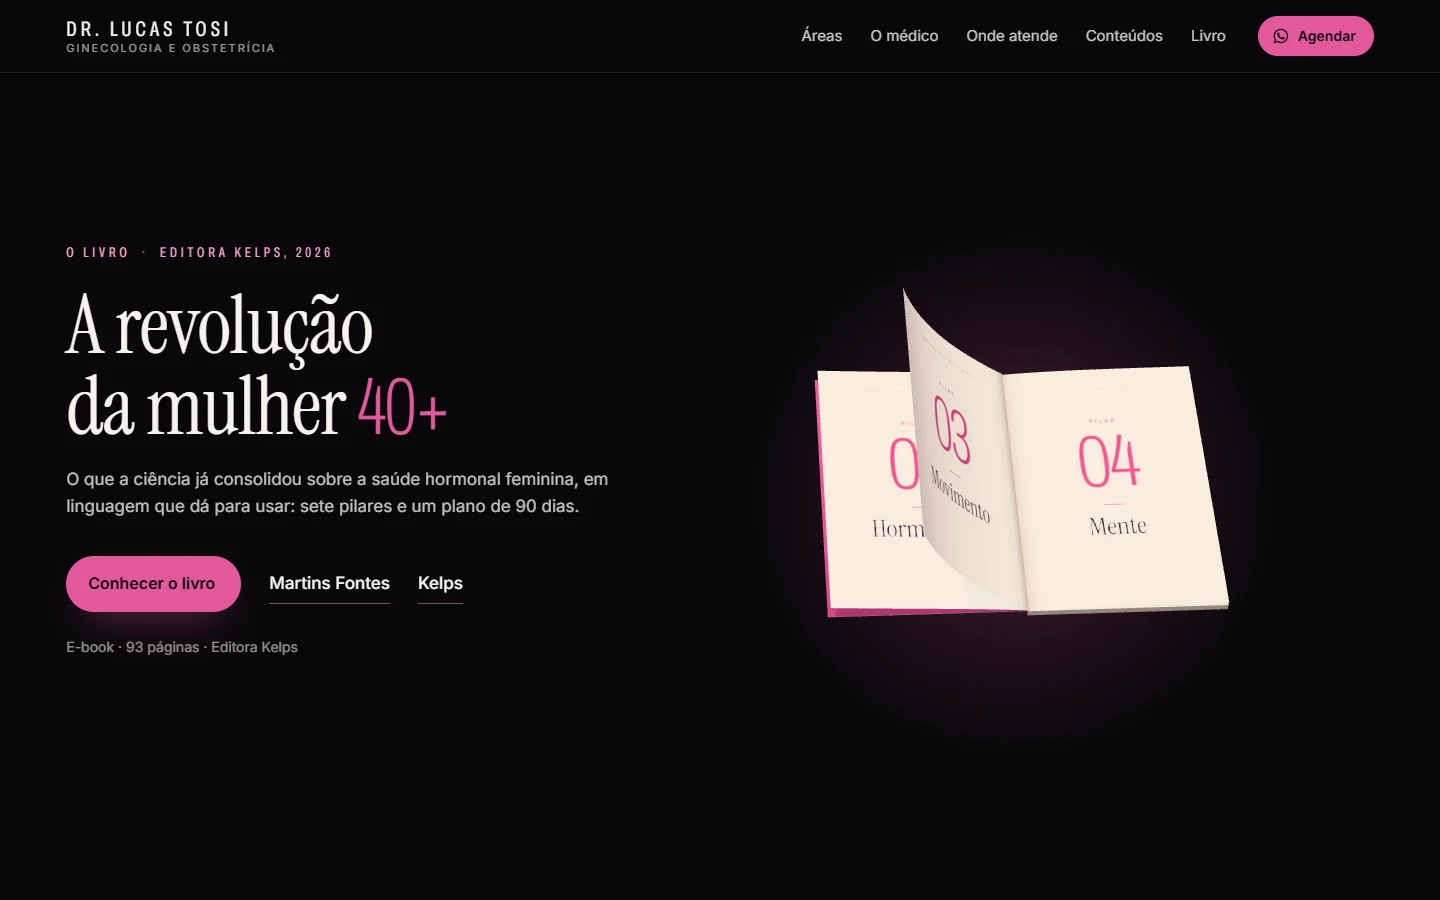 DR. LUCAS TOSI
GINECOLOGIA E OBSTETRÍCIA
Áreas
O médico
Onde atende
Conteúdos
Livro
Agendar
O LIVRO · EDITORA KELPS, 2026
A revolução
da mulher 40+
O que a ciência já consolidou sobre a saúde hormonal feminina, em
linguagem que dá para usar: sete pilares e um plano de 90 dias.
Conhecer o livro
Martins Fontes
Kelps
E-book · 93 páginas · Editora Kelps
PILAR
03
Movimento
PILAR
04
Mente